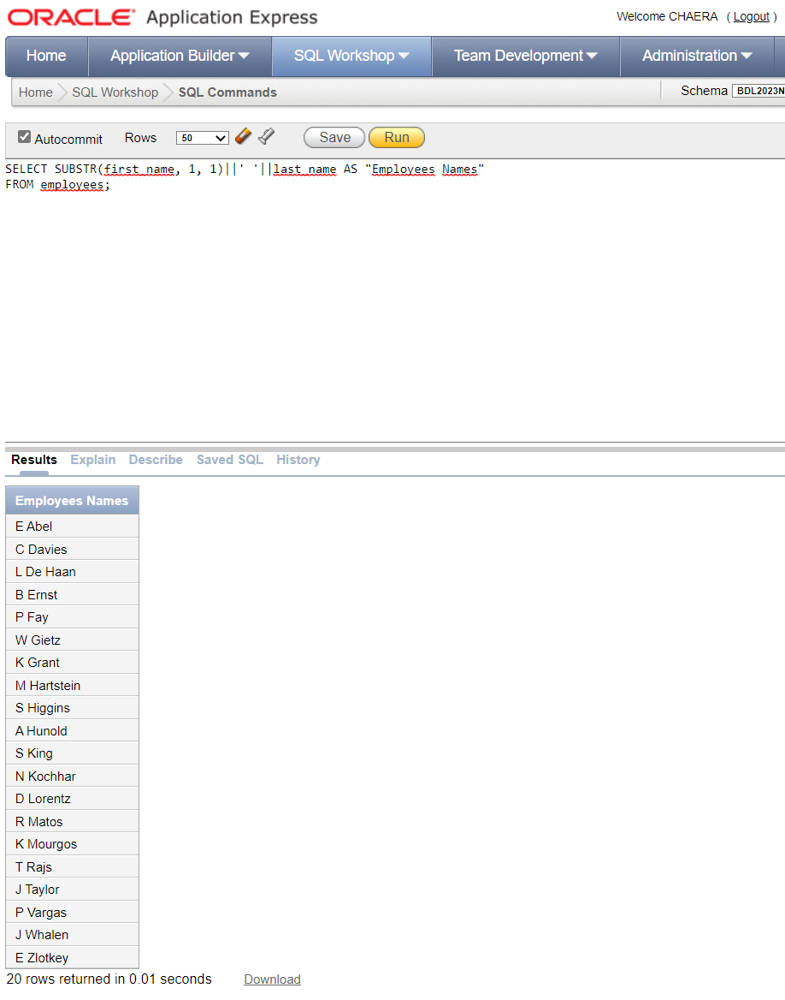 ORACLE® Application Express
Welcome CHAERA ( Logout )
Home Application Builder SQL Workshop Team Development Administration
Home SQL Workshop SQL Commands Schema BDL2023N
Autocommit Rows 50 Save Run
SELECT SUBSTR(first_name, 1, 1)||' '||last_name AS "Employees Names"
FROM employees;
Results Explain Describe Saved SQL History
Employees Names
E Abel
C Davies
L De Haan
B Ernst
P Fay
W Gietz
K Grant
M Hartstein
S Higgins
A Hunold
S King
N Kochhar
D Lorentz
R Matos
K Mourgos
T Rajs
J Taylor
P Vargas
J Whalen
E Zlotkey
20 rows returned in 0.01 seconds Download